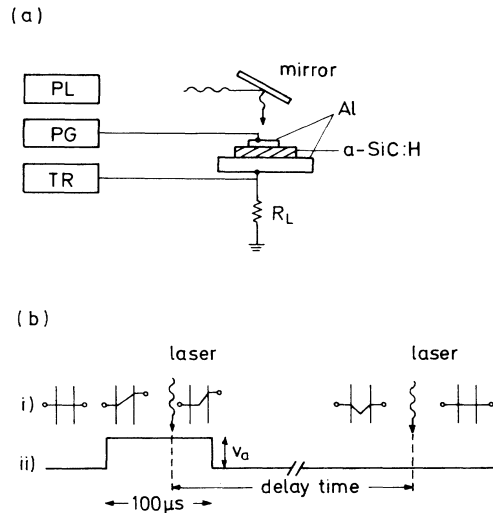 (a)
mirror
PL
Al
PG
a-SiC:H
TR
R_L
(b)
laser laser
i)
ii) V_a
delay time
100μs